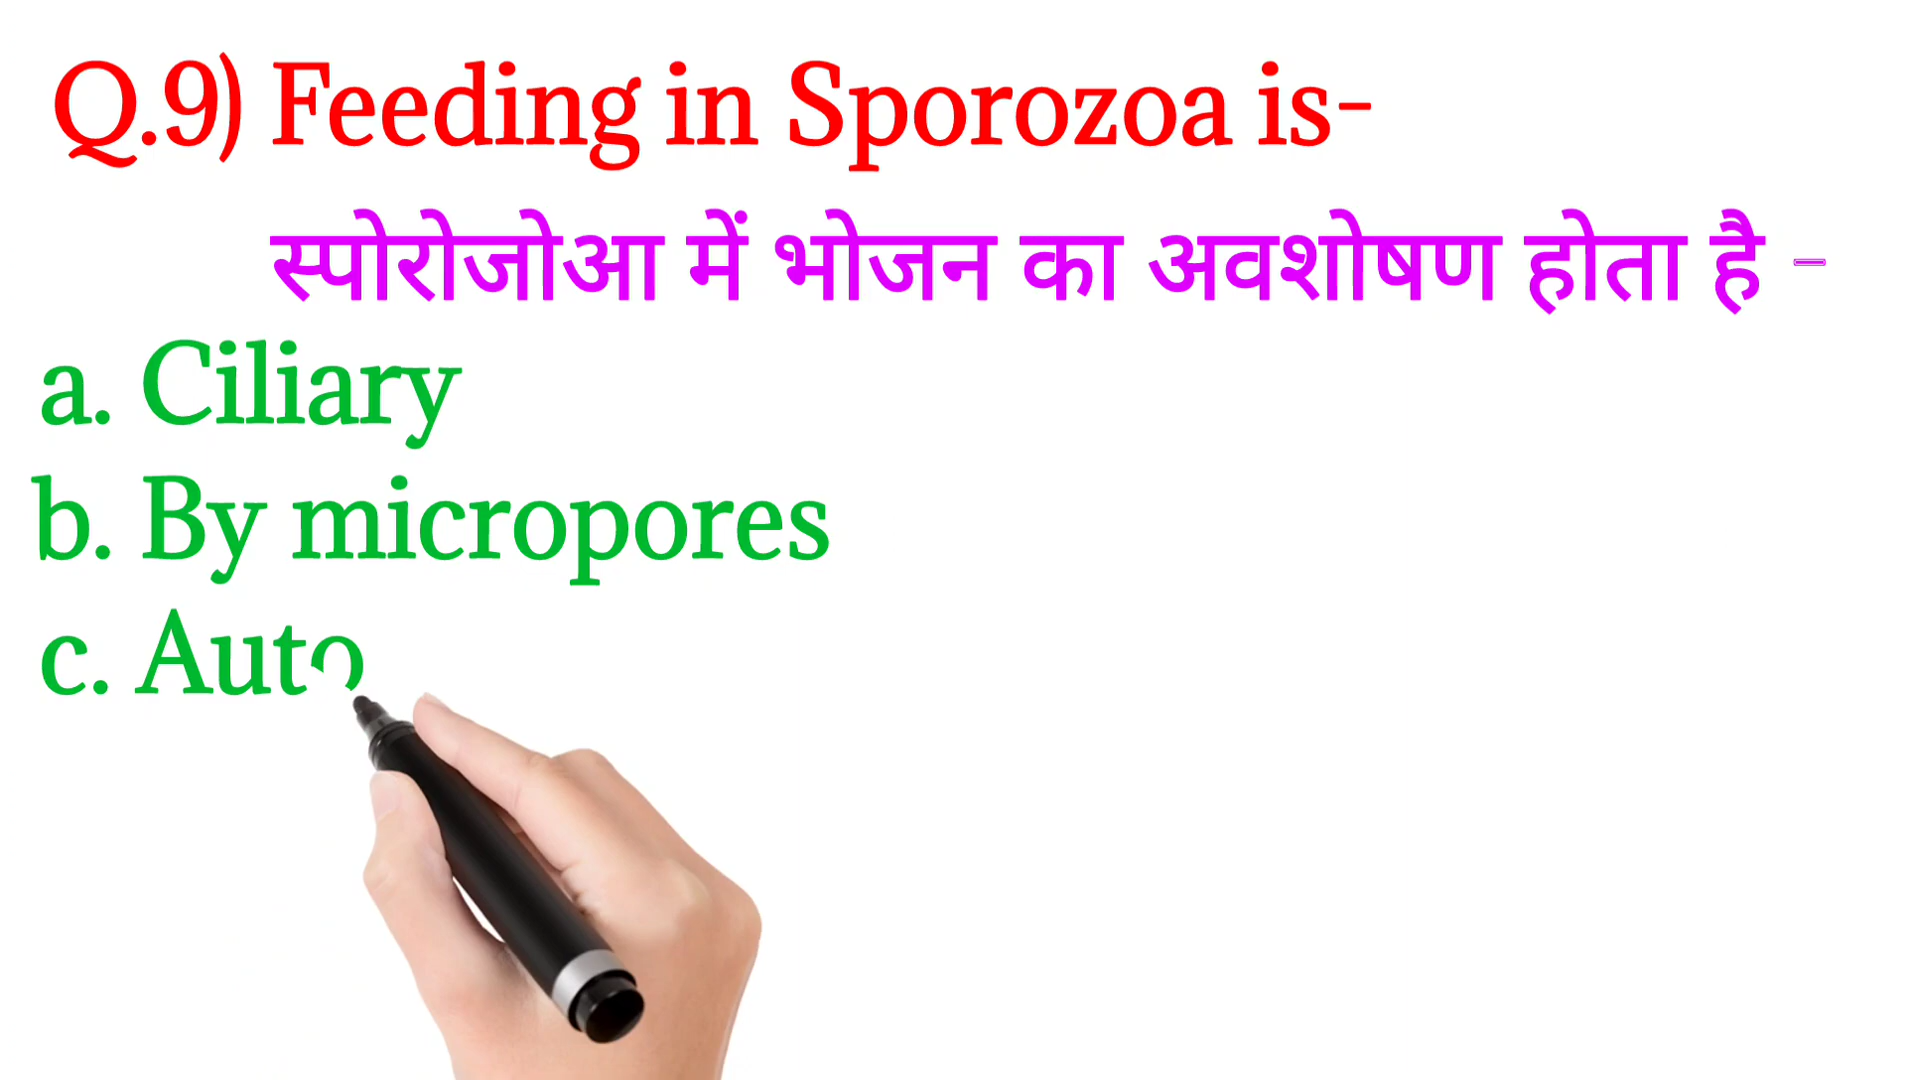 Q.9) Feeding in Sporozoa is-
स्पोरोजोआ में भोजन का अवशोषण होता है -
a. Ciliary
b. By micropores
c. Auto